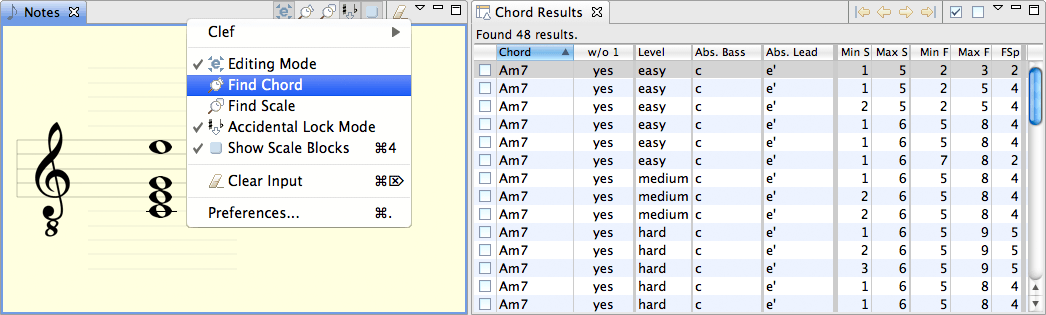 Notes
Clef
Editing Mode
Find Chord
Find Scale
Accidental Lock Mode
Show Scale Blocks ⌘4
Clear Input ⌘⌦
Preferences... ⌘.
8
Chord Results
Found 48 results.
Chord w/o 1 Level Abs. Bass Abs. Lead Min S Max S Min F Max F FSp
Am7 yes easy c e' 1 5 2 3 2
Am7 yes easy c e' 1 5 2 5 4
Am7 yes easy c e' 2 5 2 5 4
Am7 yes easy c e' 1 6 5 8 4
Am7 yes easy c e' 1 6 5 8 4
Am7 yes easy c e' 1 6 7 8 2
Am7 yes medium c e' 1 6 5 8 4
Am7 yes medium c e' 2 6 5 8 4
Am7 yes medium c e' 2 6 5 8 4
Am7 yes hard c e' 1 6 5 9 5
Am7 yes hard c e' 2 6 5 9 5
Am7 yes hard c e' 3 6 5 9 5
Am7 yes hard c e' 1 6 5 8 4
Am7 yes hard c e' 1 6 5 8 4